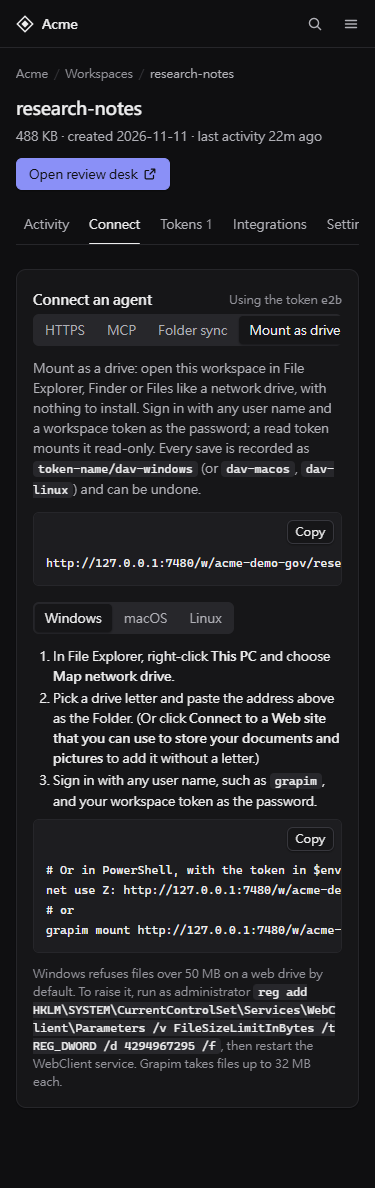 Acme
Acme / Workspaces / research-notes
research-notes
488 KB · created 2026-11-11 · last activity 22m ago
Open review desk
Activity Connect Tokens 1 Integrations Settin
Connect an agent Using the token e2b
HTTPS MCP Folder sync Mount as drive
Mount as a drive: open this workspace in File
Explorer, Finder or Files like a network drive, with
nothing to install. Sign in with any user name and
a workspace token as the password; a read token
mounts it read-only. Every save is recorded as
token-name/dav-windows (or dav-macos, dav-
linux) and can be undone.
Copy
http://127.0.0.1:7480/w/acme-demo-gov/rese
Windows macOS Linux
1. In File Explorer, right-click This PC and choose
Map network drive.
2. Pick a drive letter and paste the address above
as the Folder. (Or click Connect to a Web site
that you can use to store your documents and
pictures to add it without a letter.)
3. Sign in with any user name, such as grapim,
and your workspace token as the password.
Copy
# Or in PowerShell, with the token in $env
net use Z: http://127.0.0.1:7480/w/acme-de
# or
grapim mount http://127.0.0.1:7480/w/acme-
Windows refuses files over 50 MB on a web drive by
default. To raise it, run as administrator reg add
HKLM\SYSTEM\CurrentControlSet\Services\WebC
lient\Parameters /v FileSizeLimitInBytes /t
REG_DWORD /d 4294967295 /f, then restart the
WebClient service. Grapim takes files up to 32 MB
each.